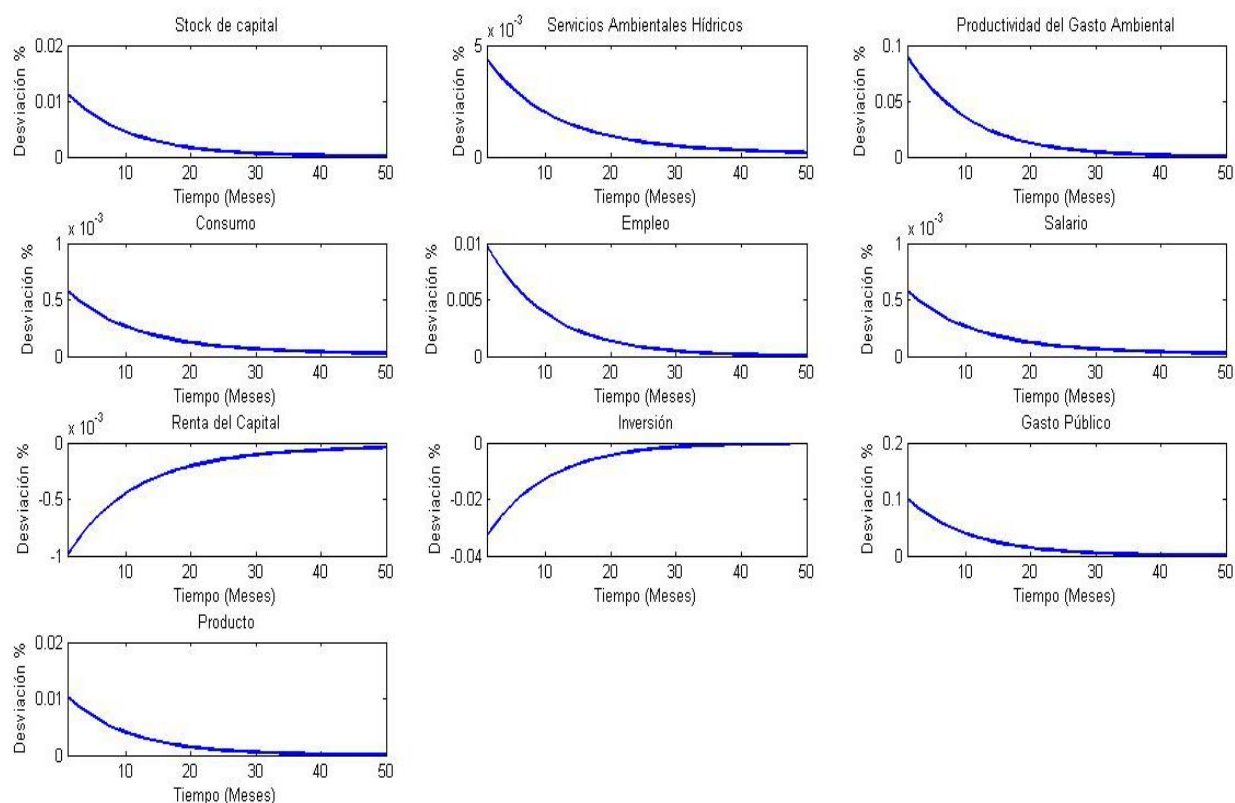 Stock de capital
0.02
0.01
0
Desviación %
10 20 30 40 50
Tiempo (Meses)
Servicios Ambientales Hídricos
x 10-3
5
0
Desviación %
10 20 30 40 50
Tiempo (Meses)
Productividad del Gasto Ambiental
0.1
0.05
0
Desviación %
10 20 30 40 50
Tiempo (Meses)
Consumo
x 10-3
1
0.5
0
Desviación %
10 20 30 40 50
Tiempo (Meses)
Empleo
0.01
0.005
0
Desviación %
10 20 30 40 50
Tiempo (Meses)
Salario
x 10-3
1
0.5
0
Desviación %
10 20 30 40 50
Tiempo (Meses)
Renta del Capital
x 10-3
0
-0.5
-1
Desviación %
10 20 30 40 50
Tiempo (Meses)
Inversión
0
-0.02
-0.04
Desviación %
10 20 30 40 50
Tiempo (Meses)
Gasto Público
0.2
0.1
0
Desviación %
10 20 30 40 50
Tiempo (Meses)
Producto
0.02
0.01
0
Desviación %
10 20 30 40 50
Tiempo (Meses)